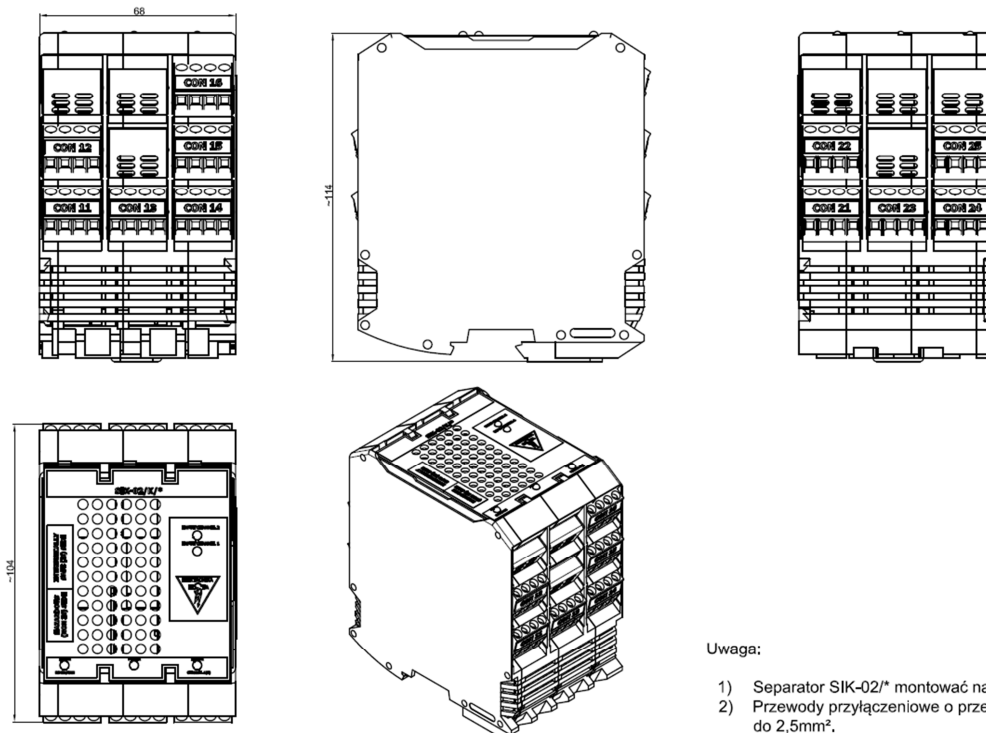 68
CON 16
CON 12
CON 15
CON 11
CON 13
CON 14
~114
CON 22
CON 25
CON 21
CON 23
CON 24
~104
SIK-02/X/*
Uwaga:
1) Separator SIK-02/* montować na
2) Przewody przyłączeniowe o prze
do 2,5mm².